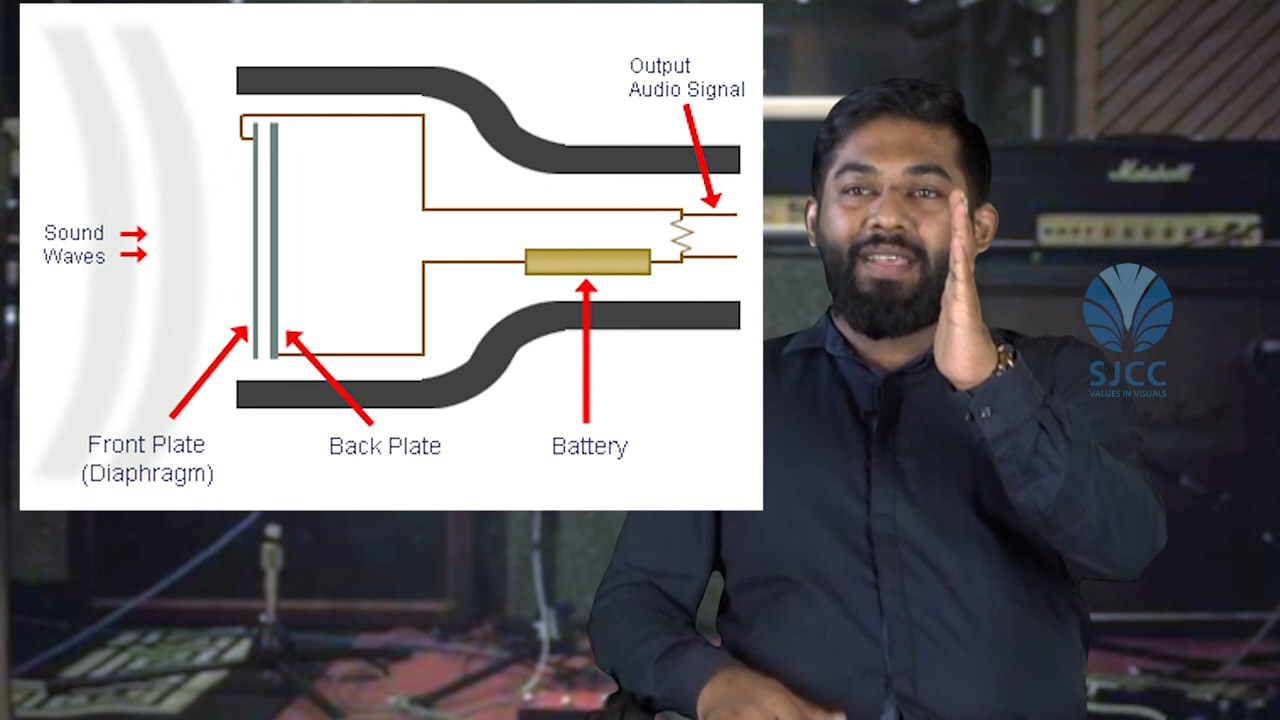 Output
Audio Signal
Sound
Waves
Front Plate
(Diaphragm)
Back Plate
Battery
Marshall
SJCC
VALUES IN VISUALS